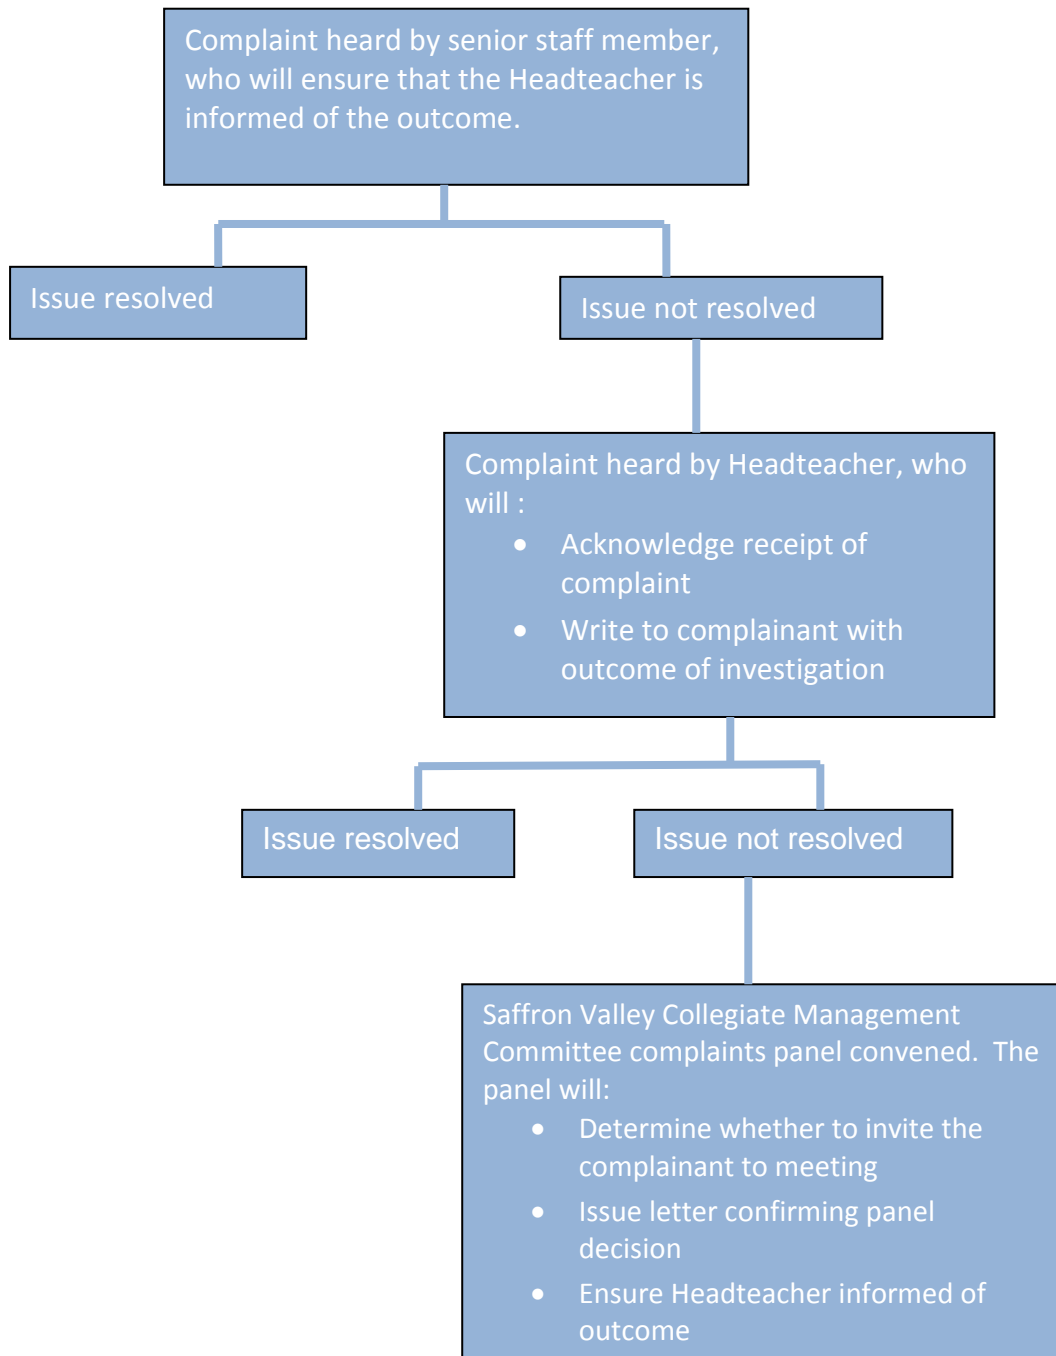 Complaint heard by senior staff member,
who will ensure that the Headteacher is
informed of the outcome.
Issue resolved
Issue not resolved
Complaint heard by Headteacher, who
will :
• Acknowledge receipt of
complaint
• Write to complainant with
outcome of investigation
Issue resolved
Issue not resolved
Saffron Valley Collegiate Management
Committee complaints panel convened.  The
panel will:
• Determine whether to invite the
complainant to meeting
• Issue letter confirming panel
decision
• Ensure Headteacher informed of
outcome